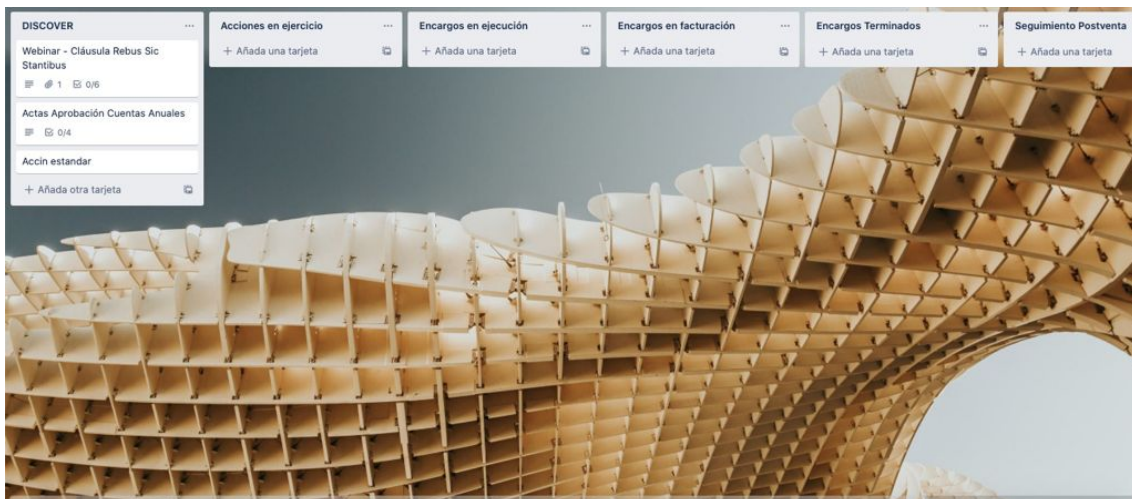 DISCOVER
Webinar - Cláusula Rebus Sic
Stantibus
1 0/6
Actas Aprobación Cuentas Anuales
0/4
Accin estandar
+ Añada otra tarjeta
Acciones en ejercicio
+ Añada una tarjeta
Encargos en ejecución
+ Añada una tarjeta
Encargos en facturación
+ Añada una tarjeta
Encargos Terminados
+ Añada una tarjeta
Seguimiento Postventa
+ Añada una tarjeta